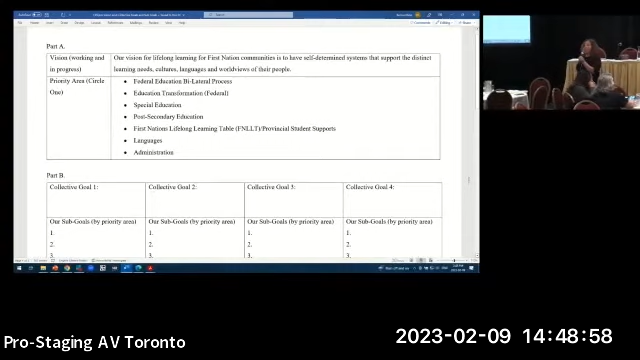 Part A.
Vision (working and in progress)
Our vision for lifelong learning for First Nation communities is to have self-determined systems that support the distinct
learning needs, cultures, languages and worldviews of their people.
Priority Area (Circle One)
• Federal Education Bi-Lateral Process
• Education Transformation (Federal)
• Special Education
• Post-Secondary Education
• First Nations Lifelong Learning Table (FNLLT)/Provincial Student Supports
• Languages
• Administration
Part B.
Collective Goal 1: Collective Goal 2: Collective Goal 3: Collective Goal 4:
Our Sub-Goals (by priority area) Our Sub-Goals (by priority area) Our Sub-Goals (by priority area) Our Sub-Goals (by priority area)
1. 1. 1. 1.
2. 2. 2. 2.
3. 3. 3. 3.
Pro-Staging AV Toronto
2023-02-09 14:48:58